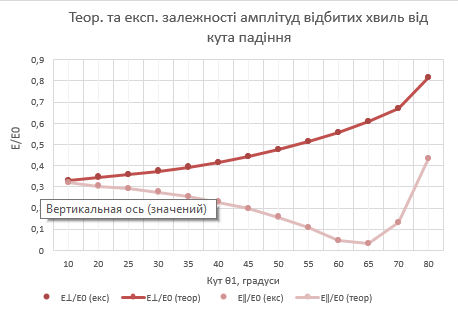 Теор. та експ. залежності амплітуд відбитих хвиль від
кута падіння
0,9
0,8
0,7
0,6
0,5
0,4
0,3
0,2
0,1
0
E/E0
Вертикальная ось (значений)
10 20 25 30 35 40 45 50 55 60 65 70 80
Кут θ1, градуси
E⊥/E0 (екс) E⊥/E0 (теор) E∥/E0 (екс) E∥/E0 (теор)